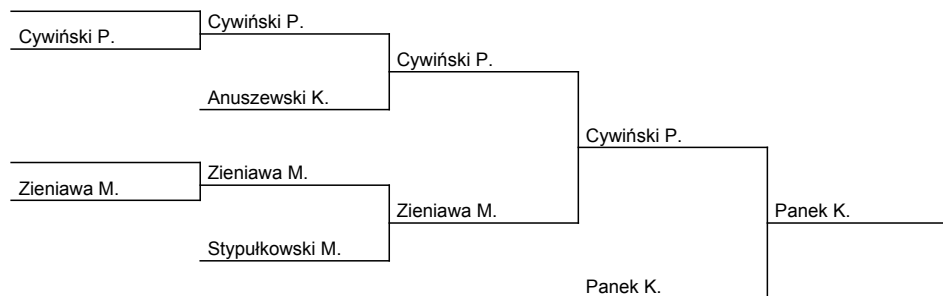 Cywiński P.
Cywiński P.
Cywiński P.
Anuszewski K.
Cywiński P.
Zieniawa M.
Zieniawa M.
Zieniawa M.
Panek K.
Stypułkowski M.
Panek K.